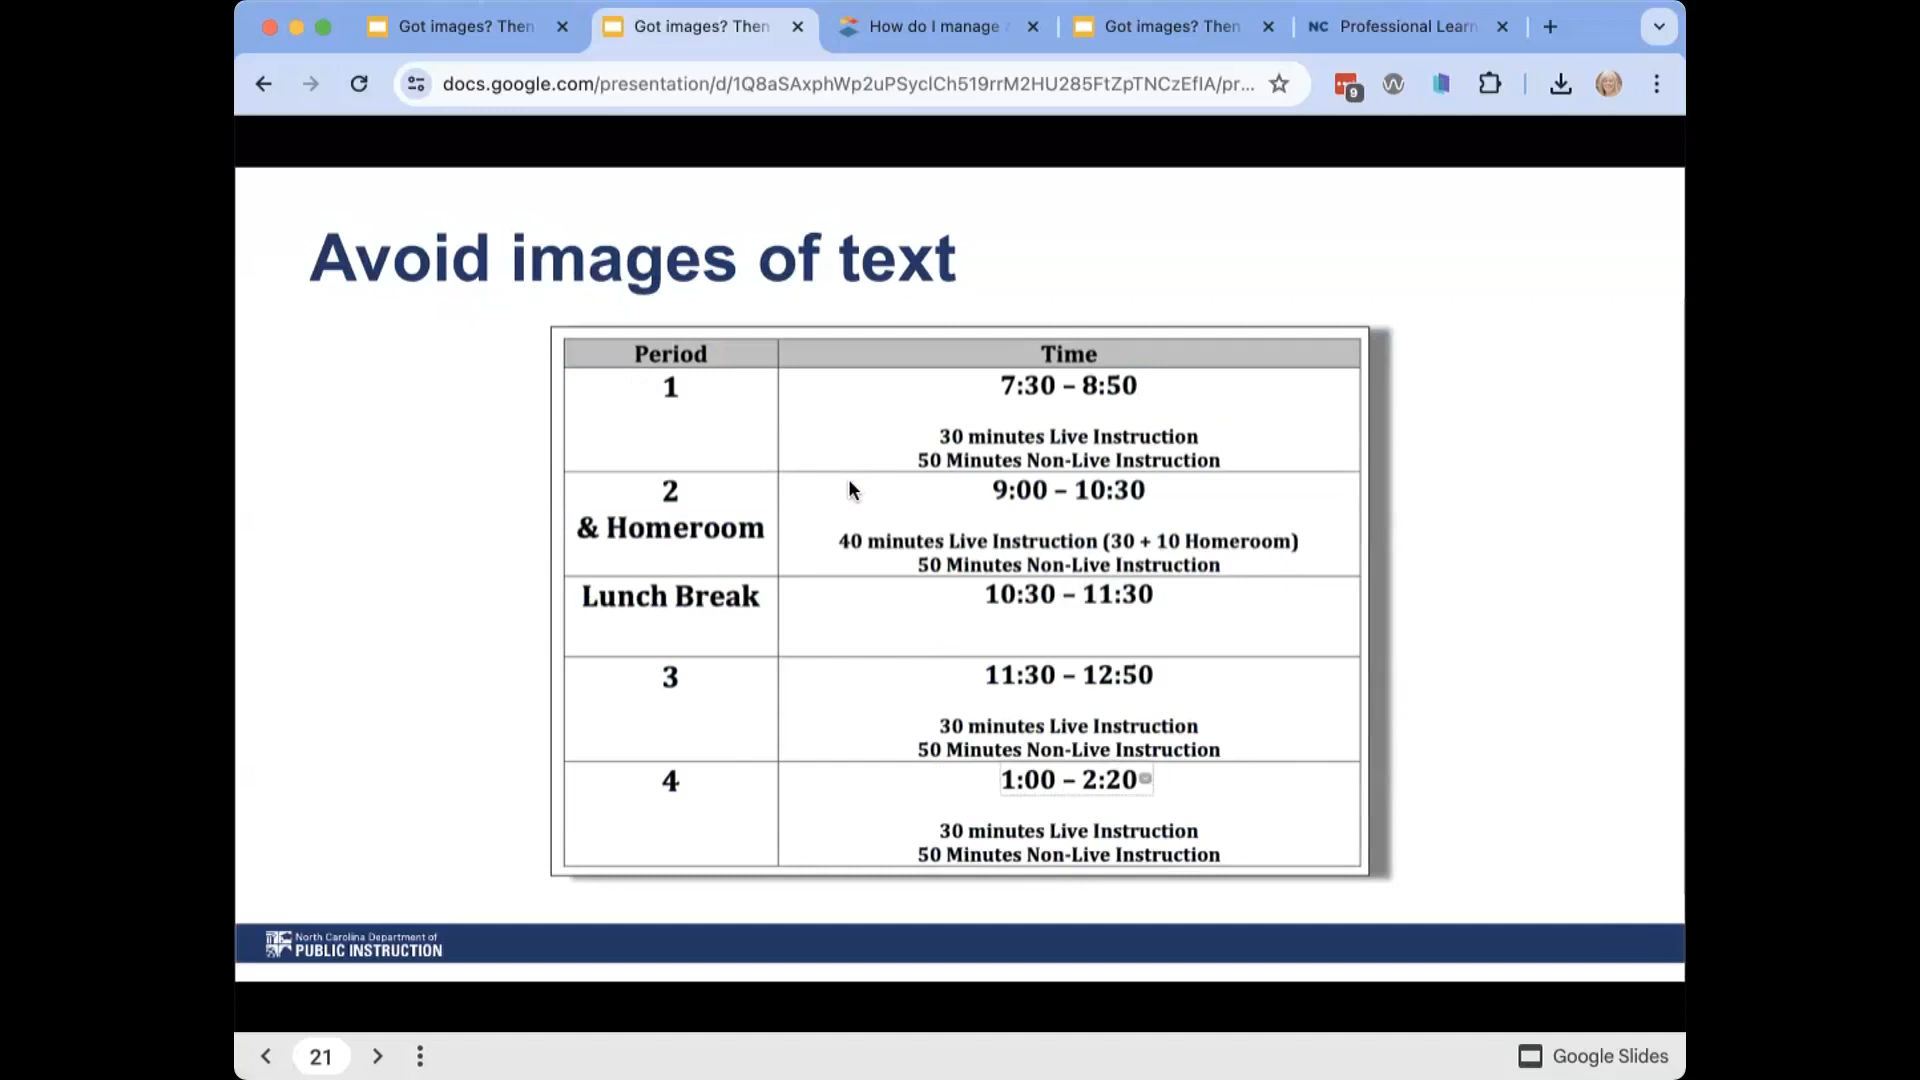 Got images? Then
Got images? Then
How do I manage
Got images? Then
NC Professional Learn
docs.google.com/presentation/d/1Q8aSAxphWp2uPSyclCh519rrM2HU285FtZpTNCzEfIA/pr...
9
Avoid images of text
Period Time
1 7:30 – 8:50
30 minutes Live Instruction
50 Minutes Non-Live Instruction
2 9:00 – 10:30
& Homeroom
40 minutes Live Instruction (30 + 10 Homeroom)
50 Minutes Non-Live Instruction
Lunch Break 10:30 – 11:30
3 11:30 – 12:50
30 minutes Live Instruction
50 Minutes Non-Live Instruction
4 1:00 – 2:20
30 minutes Live Instruction
50 Minutes Non-Live Instruction
North Carolina Department of
PUBLIC INSTRUCTION
21
Google Slides